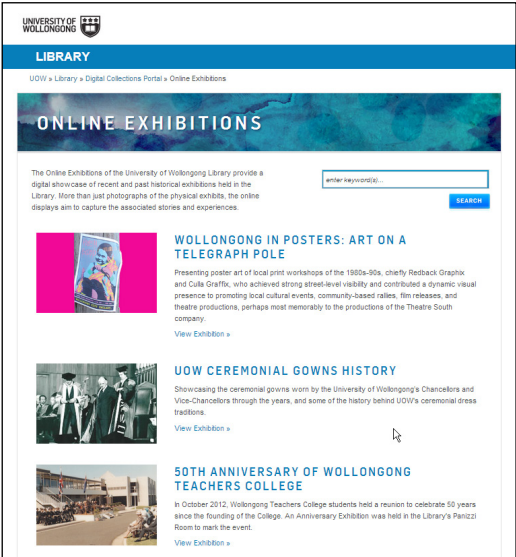 UNIVERSITY OF
WOLLONGONG
LIBRARY
UOW » Library » Digital Collections Portal » Online Exhibitions
ONLINE EXHIBITIONS
The Online Exhibitions of the University of Wollongong Library provide a
digital showcase of recent and past historical exhibitions held in the
Library. More than just photographs of the physical exhibits, the online
displays aim to capture the associated stories and experiences.
enter keyword(s)...
SEARCH
WOLLONGONG IN POSTERS: ART ON A
TELEGRAPH POLE
Presenting poster art of local print workshops of the 1980s-90s, chiefly Redback Graphix
and Culla Graffix, who achieved strong street-level visibility and contributed a dynamic visual
presence to promoting local cultural events, community-based rallies, film releases, and
theatre productions, perhaps most memorably to the productions of the Theatre South
company.
View Exhibition »
UOW CEREMONIAL GOWNS HISTORY
Showcasing the ceremonial gowns worn by the University of Wollongong's Chancellors and
Vice-Chancellors through the years, and some of the history behind UOW's ceremonial dress
traditions.
View Exhibition »
50TH ANNIVERSARY OF WOLLONGONG
TEACHERS COLLEGE
In October 2012, Wollongong Teachers College students held a reunion to celebrate 50 years
since the founding of the College. An Anniversary Exhibition was held in the Library's Panizzi
Room to mark the event.
View Exhibition »